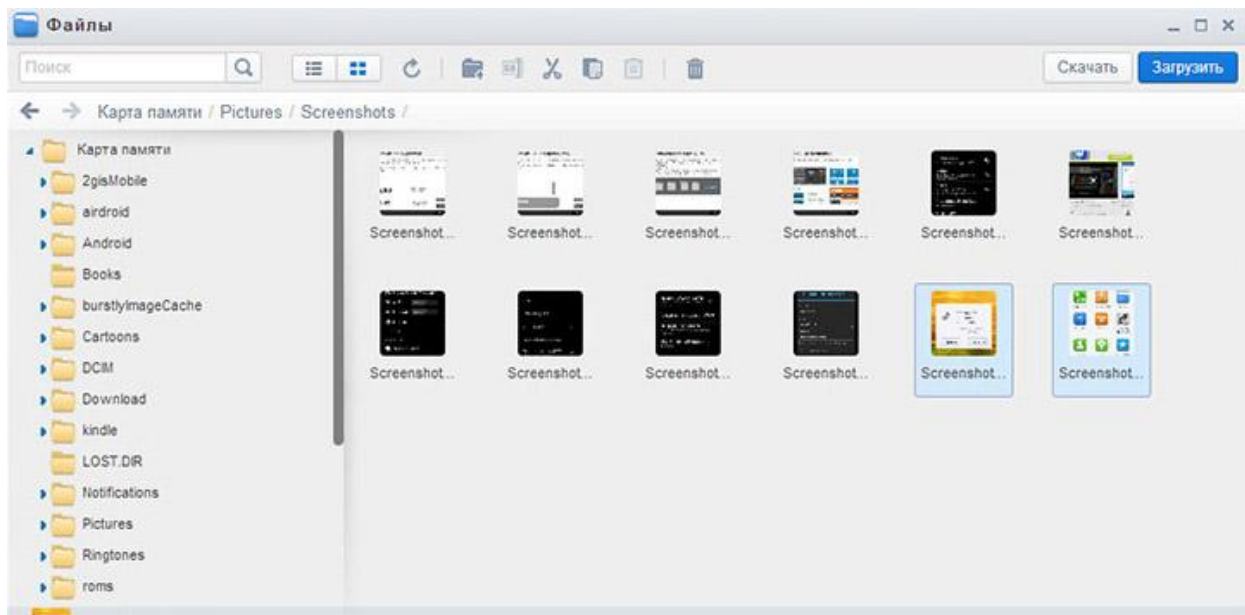 Файлы
Поиск
Скачать
Загрузить
Карта памяти / Pictures / Screenshots /
Карта памяти
2gisMobile
airdroid
Android
Books
burstlyImageCache
Cartoons
DCIM
Download
kindle
LOST.DIR
Notifications
Pictures
Ringtones
roms
Screenshot... Screenshot... Screenshot... Screenshot... Screenshot... Screenshot...
Screenshot... Screenshot... Screenshot... Screenshot... Screenshot... Screenshot...